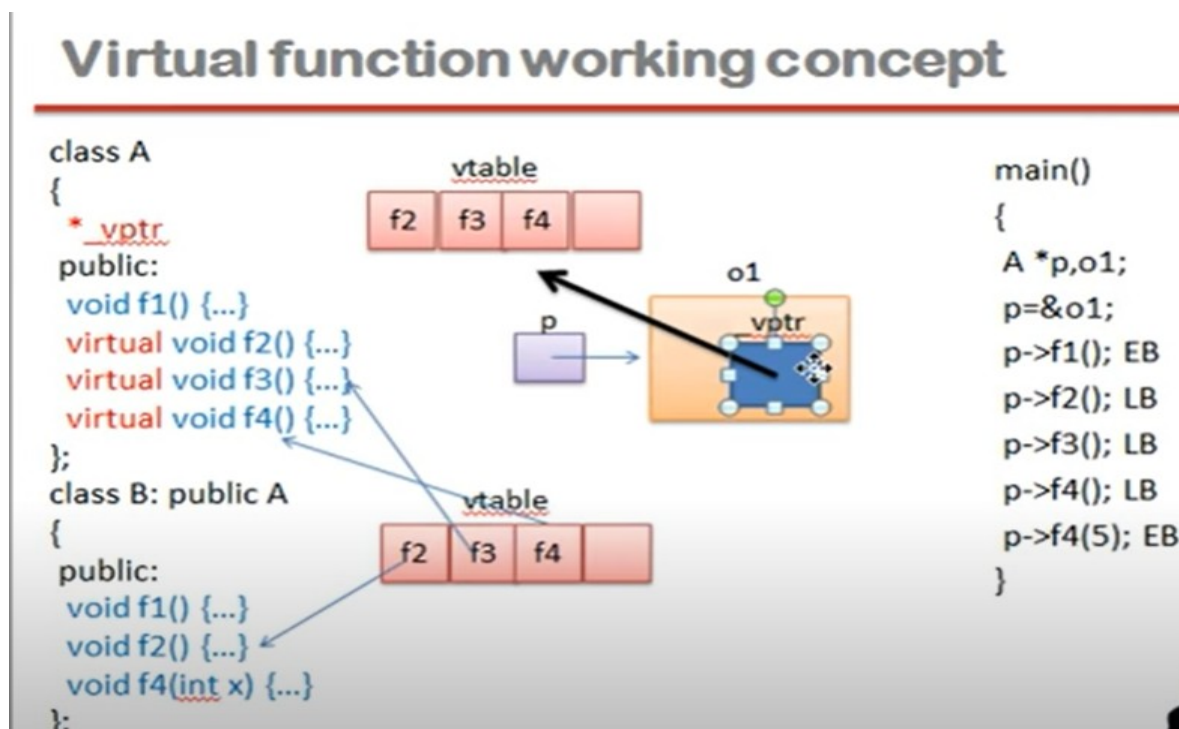 Virtual function working concept
class A
{
* _vptr
public:
void f1() {...}
virtual void f2() {...}
virtual void f3() {...}
virtual void f4() {...}
};
class B: public A
{
public:
void f1() {...}
void f2() {...}
void f4(int x) {...}
};
vtable
f2 f3 f4
p
o1
_vptr
vtable
f2 f3 f4
main()
{
A *p,o1;
p=&o1;
p->f1(); EB
p->f2(); LB
p->f3(); LB
p->f4(); LB
p->f4(5); EB
}